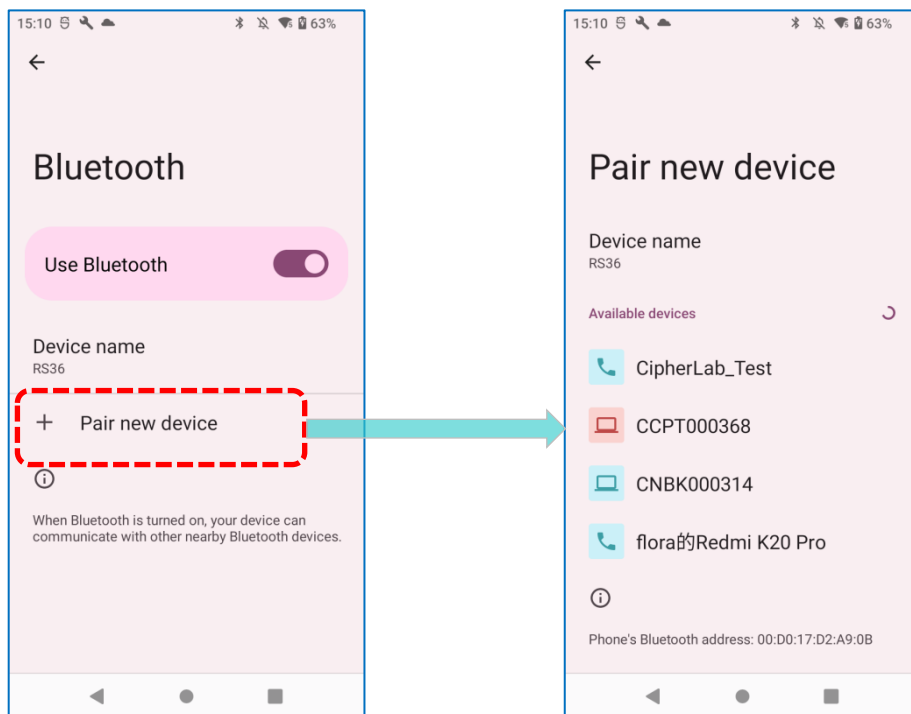 15:10
63%
Bluetooth
Use Bluetooth
Device name
RS36
Pair new device
When Bluetooth is turned on, your device can
communicate with other nearby Bluetooth devices.
15:10
63%
Pair new device
Device name
RS36
Available devices
CipherLab_Test
CCPT000368
CNBK000314
flora的Redmi K20 Pro
Phone's Bluetooth address: 00:D0:17:D2:A9:0B